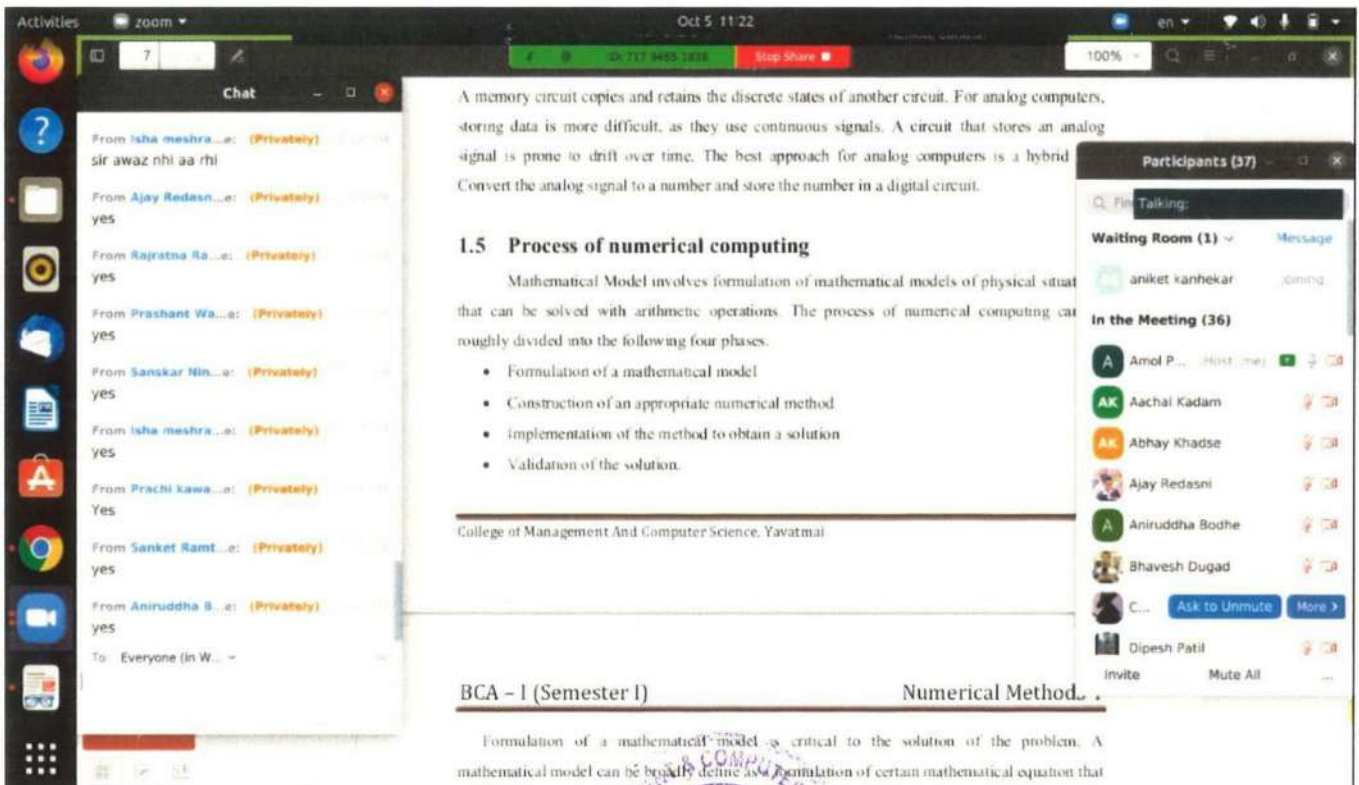 Activities
zoom
Oct 5 11:22
en
7
Stop Share
100%
Chat
From Isha meshra...e: (Privately)
sir awaz nhi aa rhi
From Ajay Redasn...e: (Privately)
yes
From Rajratna Ra...e: (Privately)
yes
From Prashant Wa...e: (Privately)
yes
From Sanskar Nin...e: (Privately)
yes
From Isha meshra...e: (Privately)
yes
From Prachi kawa...e: (Privately)
Yes
From Sanket Ramt...e: (Privately)
yes
From Aniruddha B...e: (Privately)
yes
To: Everyone (in W...
A memory circuit copies and retains the discrete states of another circuit. For analog computers,
storing data is more difficult, as they use continuous signals. A circuit that stores an analog
signal is prone to drift over time. The best approach for analog computers is a hybrid
Convert the analog signal to a number and store the number in a digital circuit.
1.5 Process of numerical computing
Mathematical Model involves formulation of mathematical models of physical situat
that can be solved with arithmetic operations. The process of numerical computing ca
roughly divided into the following four phases.
• Formulation of a mathematical model
• Construction of an appropriate numerical method
• Implementation of the method to obtain a solution
• Validation of the solution.
College of Management And Computer Science, Yavatmal
BCA – I (Semester I) Numerical Method
Formulation of a mathematical model is critical to the solution of the problem. A
mathematical model can be broadly define as a formulation of certain mathematical equation that
& COMPUTE
Participants (37)
Talking:
Waiting Room (1) Message
aniket kanhekar Joining
In the Meeting (36)
A Amol P... (Host, me)
AK Aachal Kadam
AK Abhay Khadse
Ajay Redasni
A Aniruddha Bodhe
Bhavesh Dugad
C... Ask to Unmute More >
Dipesh Patil
Invite Mute All ...